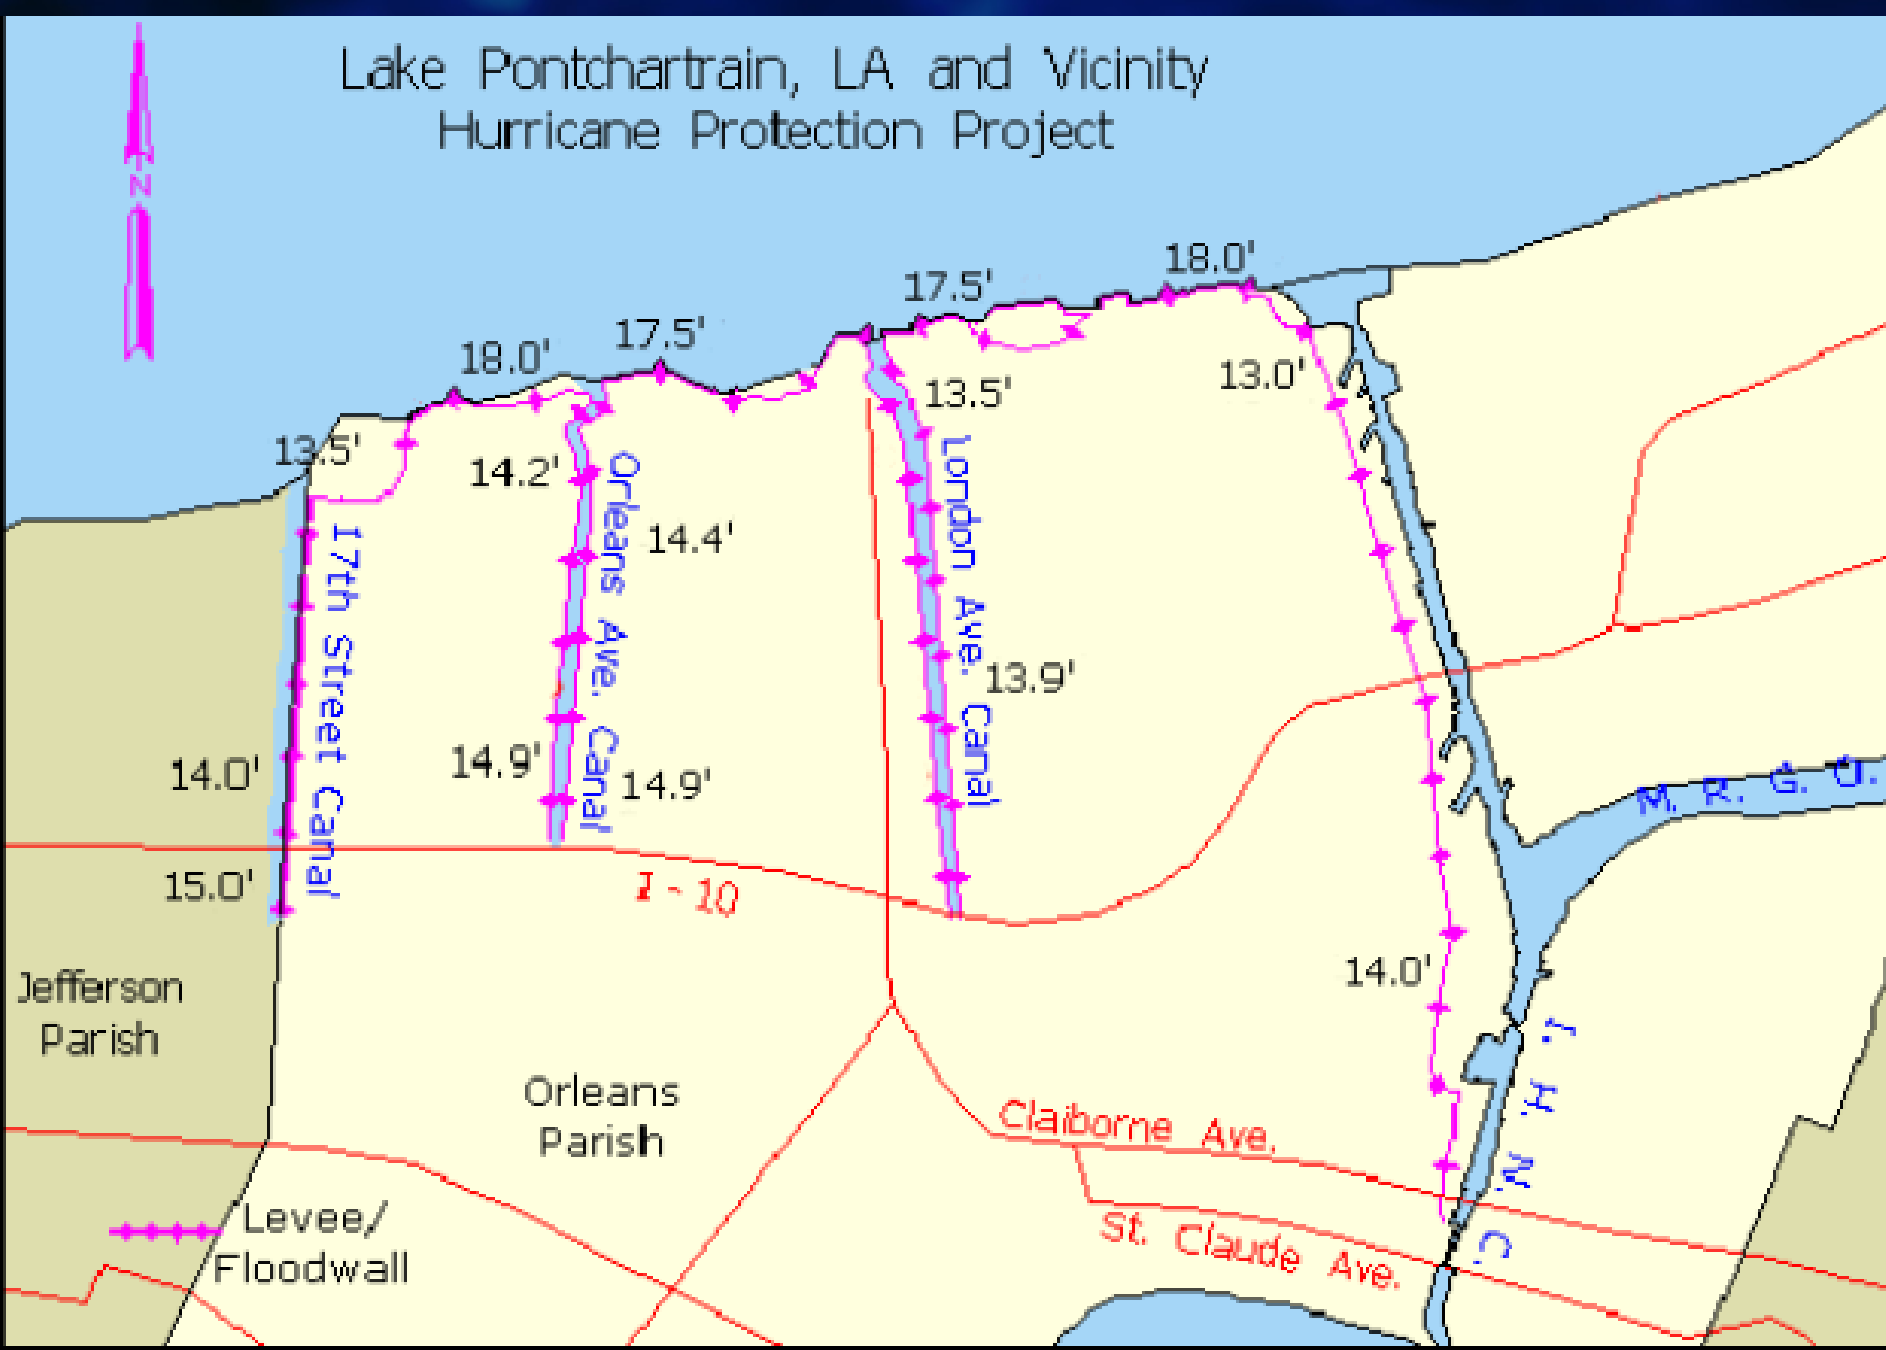 Lake Pontchartrain, LA and Vicinity
Hurricane Protection Project
N
18.0'
17.5'
17.5'
18.0'
13.0'
13.5'
13.5'
14.2'
14.4'
Orleans Ave. Canal
London Ave. Canal
17th Street Canal
13.9'
14.0'
14.9'
14.9'
M. R. G. O.
15.0'
I - 10
14.0'
Jefferson
Parish
I. H. N. C.
Orleans
Parish
Claiborne Ave.
St. Claude Ave.
Levee/
Floodwall